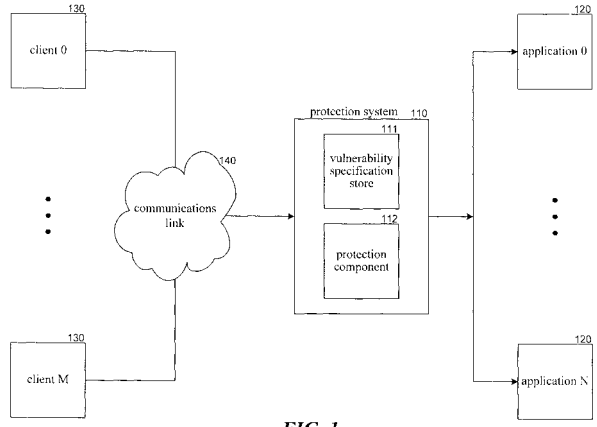 130
client 0
120
application 0
protection system 110
111
vulnerability
specification
store
140
communications
link
112
protection
component
130
client M
120
application N
FIG. 1